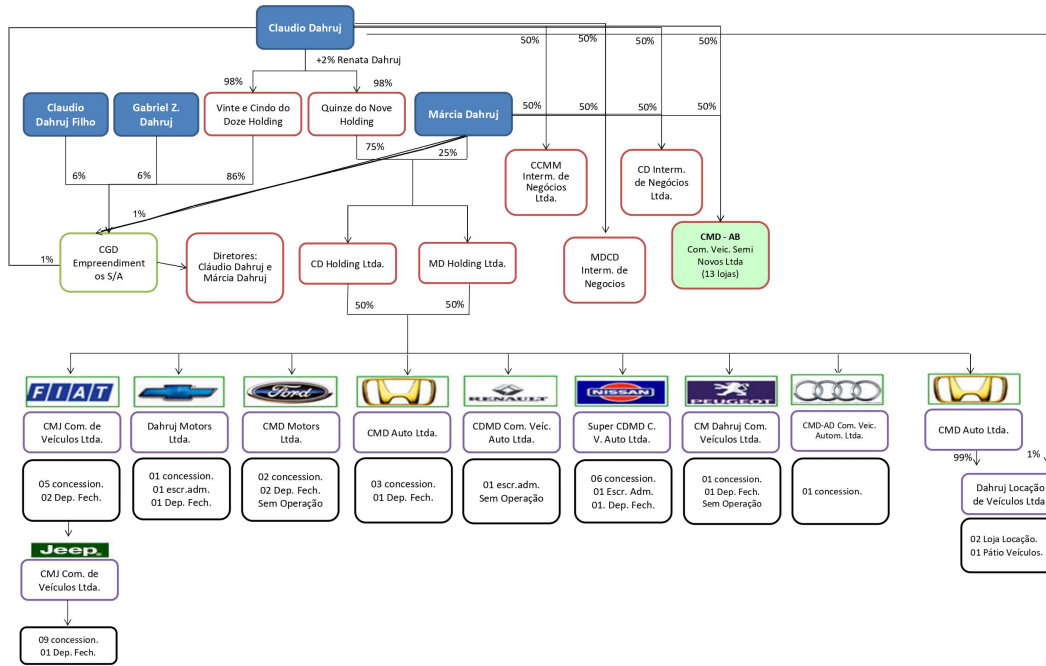 Claudio Dahruj
50%
50%
50%
50%
+2% Renata Dahruj
98%
98%
Claudio
Dahruj Filho
Gabriel Z.
Dahruj
Vinte e Cindo do
Doze Holding
Quinze do Nove
Holding
Márcia Dahruj
50%
50%
50%
50%
75%
25%
6%
6%
86%
CCMM
Interm. de
Negócios
Ltda.
CD Interm.
de Negócios
Ltda.
1%
CGD
Empreendiment
os S/A
1%
Diretores:
Cláudio Dahruj e
Márcia Dahruj
CD Holding Ltda.
MD Holding Ltda.
MDCD
Interm. de
Negocios
CMD - AB
Com. Veic. Semi
Novos Ltda
(13 lojas)
50%
50%
FIAT
Ford
RENAULT
NISSAN
PEUGEOT
CMJ Com. de
Veículos Ltda.
Dahruj Motors
Ltda.
CMD Motors
Ltda.
CMD Auto Ltda.
CDMD Com. Veíc.
Auto Ltda.
Super CDMD C.
V. Auto Ltda.
CM Dahruj Com.
Veículos Ltda.
CMD-AD Com. Veic.
Autom. Ltda.
CMD Auto Ltda.
99%
1%
05 concession.
02 Dep. Fech.
01 concession.
01 escr.adm.
01 Dep. Fech.
02 concession.
02 Dep. Fech.
Sem Operação
03 concession.
01 Dep. Fech.
01 escr.adm.
Sem Operação
06 concession.
01 Escr. Adm.
01. Dep. Fech.
01 concession.
01 Dep. Fech.
Sem Operação
01 concession.
Dahruj Locação
de Veículos Ltda
02 Loja Locação.
01 Pátio Veículos.
Jeep®
CMJ Com. de
Veículos Ltda.
09 concession.
01 Dep. Fech.